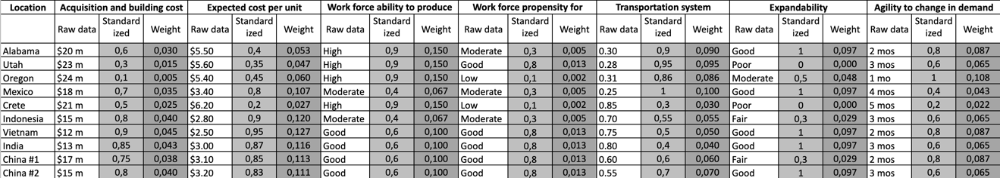 Location Acquisition and building cost Expected cost per unit Work force ability to produce Work force propensity for Transportation system Expandability Agility to change in demand
Raw data Standard ized Weight Raw data Standard ized Weight Raw data Standard ized Weight Raw data Standard ized Weight Raw data Standard ized Weight Raw data Standard ized Weight Raw data Standard ized Weight
Alabama $20 m 0,6 0,030 $5.50 0,4 0,053 High 0,9 0,150 Moderate 0,3 0,005 0.30 0,9 0,090 Good 1 0,097 2 mos 0,8 0,087
Utah $23 m 0,3 0,015 $5.60 0,35 0,047 High 0,9 0,150 Good 0,8 0,013 0.28 0,95 0,095 Poor 0 0,000 3 mos 0,6 0,065
Oregon $24 m 0,1 0,005 $5.40 0,45 0,060 High 0,9 0,150 Low 0,1 0,002 0.31 0,86 0,086 Moderate 0,5 0,048 1 mo 1 0,108
Mexico $18 m 0,7 0,035 $3.40 0,8 0,107 Moderate 0,4 0,067 Moderate 0,3 0,005 0.25 1 0,100 Good 1 0,097 4 mos 0,4 0,043
Crete $21 m 0,5 0,025 $6.20 0,2 0,027 High 0,9 0,150 Low 0,1 0,002 0.85 0,3 0,030 Poor 0 0,000 5 mos 0,2 0,022
Indonesia $15 m 0,8 0,040 $2.80 0,9 0,120 Moderate 0,4 0,067 Moderate 0,3 0,005 0.70 0,55 0,055 Fair 0,3 0,029 3 mos 0,6 0,065
Vietnam $12 m 0,9 0,045 $2.50 0,95 0,127 Good 0,6 0,100 Good 0,8 0,013 0.75 0,5 0,050 Good 1 0,097 2 mos 0,8 0,087
India $13 m 0,85 0,043 $3.00 0,87 0,116 Good 0,6 0,100 Good 0,8 0,013 0.80 0,4 0,040 Good 1 0,097 3 mos 0,6 0,065
China #1 $17 m 0,75 0,038 $3.10 0,85 0,113 Good 0,6 0,100 Good 0,8 0,013 0.60 0,6 0,060 Fair 0,3 0,029 2 mos 0,8 0,087
China #2 $15 m 0,8 0,040 $3.20 0,83 0,111 Good 0,6 0,100 Good 0,8 0,013 0.55 0,7 0,070 Good 1 0,097 3 mos 0,6 0,065